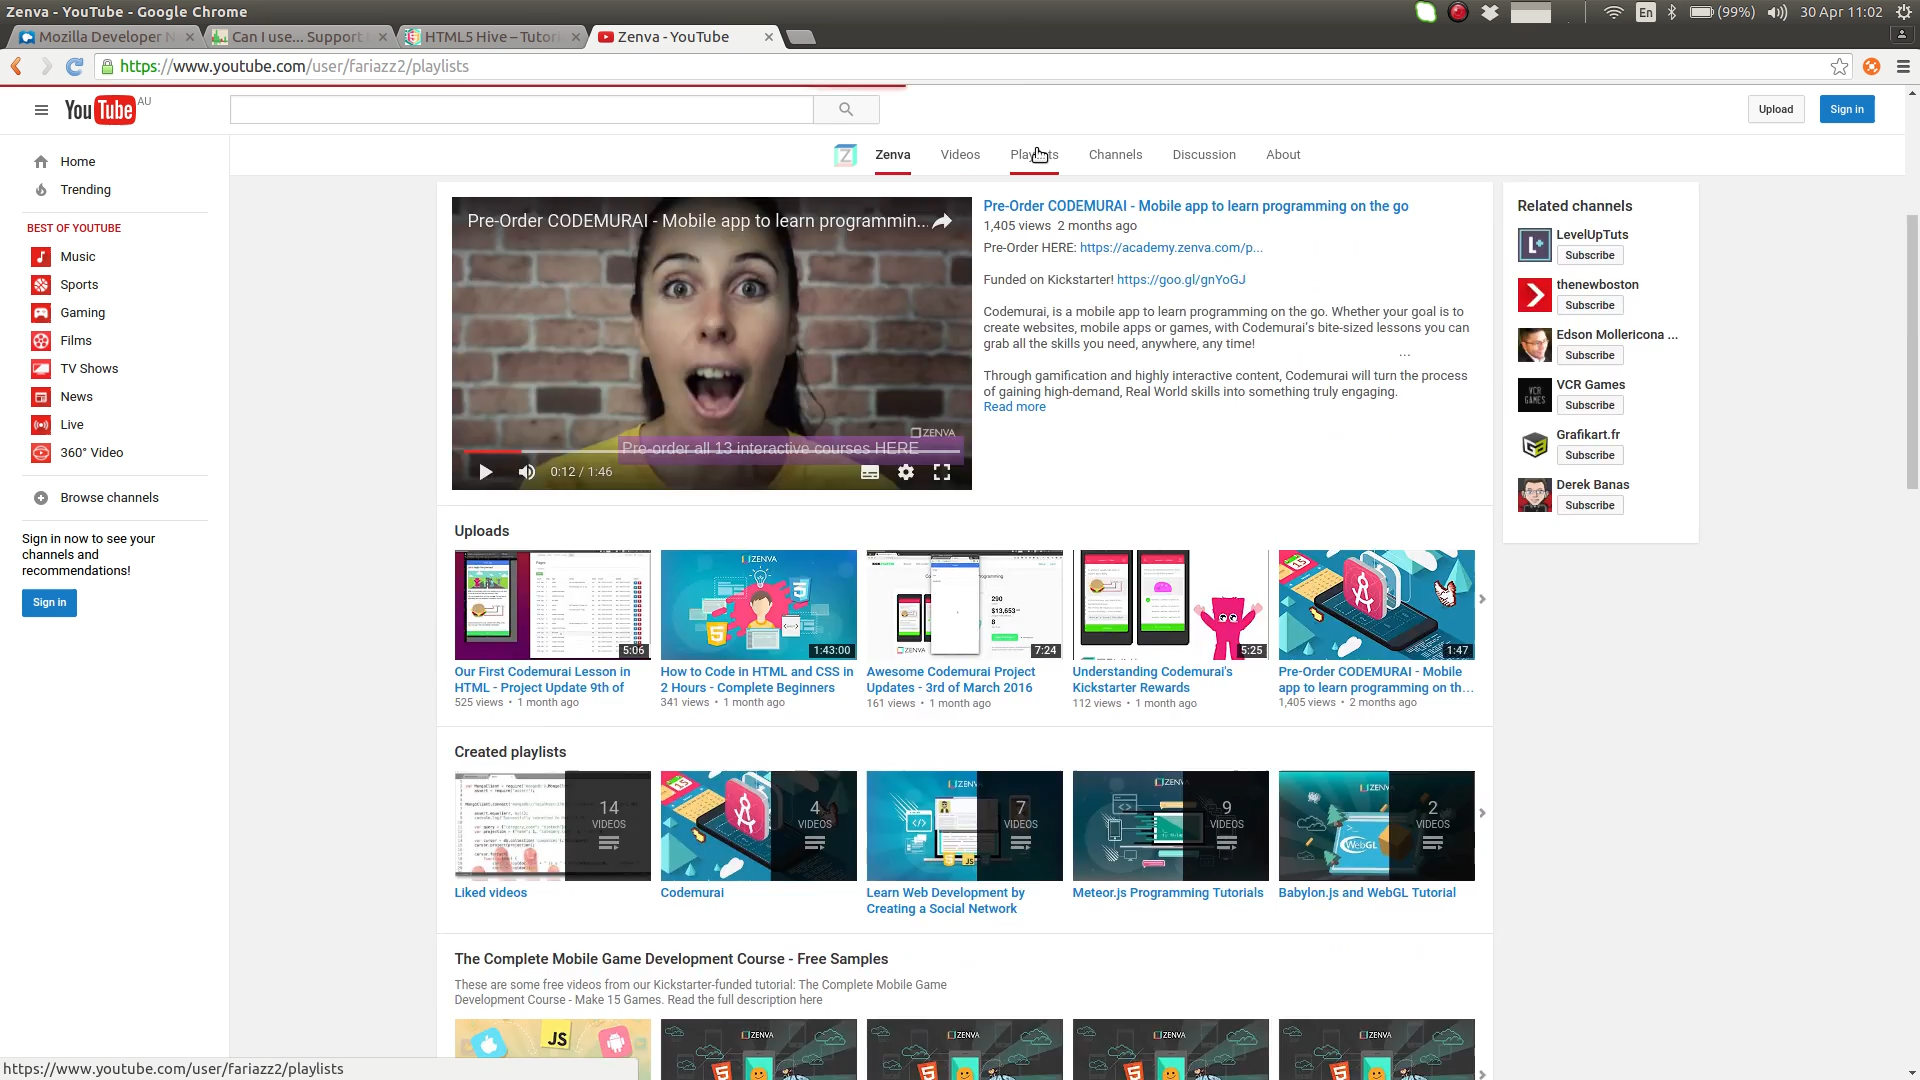 Zenva - YouTube - Google Chrome
En
(99%)
30 Apr 11:02
Mozilla Developer N
Can I use... Support
HTML5 Hive – Tutori
Zenva - YouTube
https://www.youtube.com/user/fariazz2/playlists
YouTube AU
Upload
Sign in
Home
Trending
BEST OF YOUTUBE
Music
Sports
Gaming
Films
TV Shows
News
Live
360° Video
Browse channels
Sign in now to see your
channels and
recommendations!
Sign in
Zenva
Videos
Playlists
Channels
Discussion
About
Pre-Order CODEMURAI - Mobile app to learn programmin...
ZENVA
Pre-order all 13 interactive courses HERE
0:12 / 1:46
Pre-Order CODEMURAI - Mobile app to learn programming on the go
1,405 views 2 months ago
Pre-Order HERE: https://academy.zenva.com/p...
Funded on Kickstarter! https://goo.gl/gnYoGJ
Codemurai, is a mobile app to learn programming on the go. Whether your goal is to
create websites, mobile apps or games, with Codemurai's bite-sized lessons you can
grab all the skills you need, anywhere, any time!
...
Through gamification and highly interactive content, Codemurai will turn the process
of gaining high-demand, Real World skills into something truly engaging.
Read more
Related channels
LevelUpTuts
Subscribe
thenewboston
Subscribe
Edson Mollericona ...
Subscribe
VCR Games
Subscribe
Grafikart.fr
Subscribe
Derek Banas
Subscribe
Uploads
5:06
Our First Codemurai Lesson in
HTML - Project Update 9th of
525 views • 1 month ago
ZENVA
1:43:00
How to Code in HTML and CSS in
2 Hours - Complete Beginners
341 views • 1 month ago
290
$13,653
8
ZENVA
7:24
Awesome Codemurai Project
Updates - 3rd of March 2016
161 views • 1 month ago
5:25
Understanding Codemurai's
Kickstarter Rewards
112 views • 1 month ago
1:47
Pre-Order CODEMURAI - Mobile
app to learn programming on th...
1,405 views • 2 months ago
Created playlists
14
VIDEOS
Liked videos
4
VIDEOS
Codemurai
7
VIDEOS
Learn Web Development by
Creating a Social Network
9
VIDEOS
Meteor.js Programming Tutorials
WebGL
2
VIDEOS
Babylon.js and WebGL Tutorial
The Complete Mobile Game Development Course - Free Samples
These are some free videos from our Kickstarter-funded tutorial: The Complete Mobile Game
Development Course - Make 15 Games. Read the full description here
JS
ZENVA
ZENVA
ZENVA
ZENVA
https://www.youtube.com/user/fariazz2/playlists